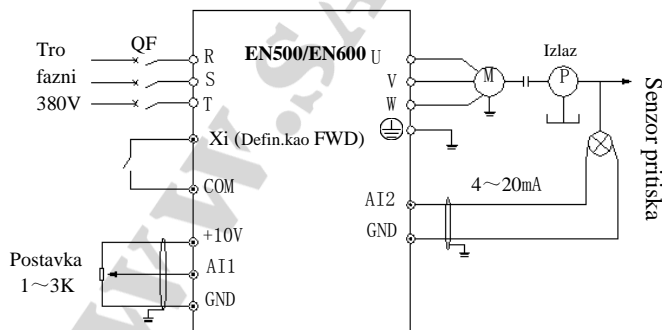 Tro
fazni
380V
QF
R
S
T
EN500/EN600
U
V
W
M
P
Izlaz
Senzor pritiska
Xi (Defin.kao FWD)
COM
+10V
AI1
GND
Postavka
1～3K
AI2
GND
4～20mA